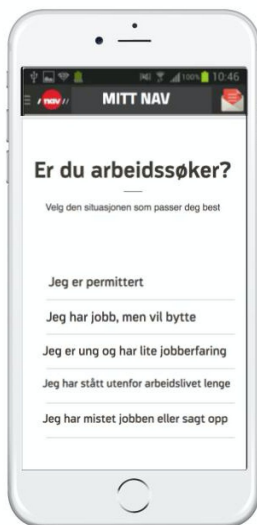 100% 10:46
nav MITT NAV
Er du arbeidssøker?
Velg den situasjonen som passer deg best
Jeg er permittert
Jeg har jobb, men vil bytte
Jeg er ung og har lite jobberfaring
Jeg har stått utenfor arbeidslivet lenge
Jeg har mistet jobben eller sagt opp